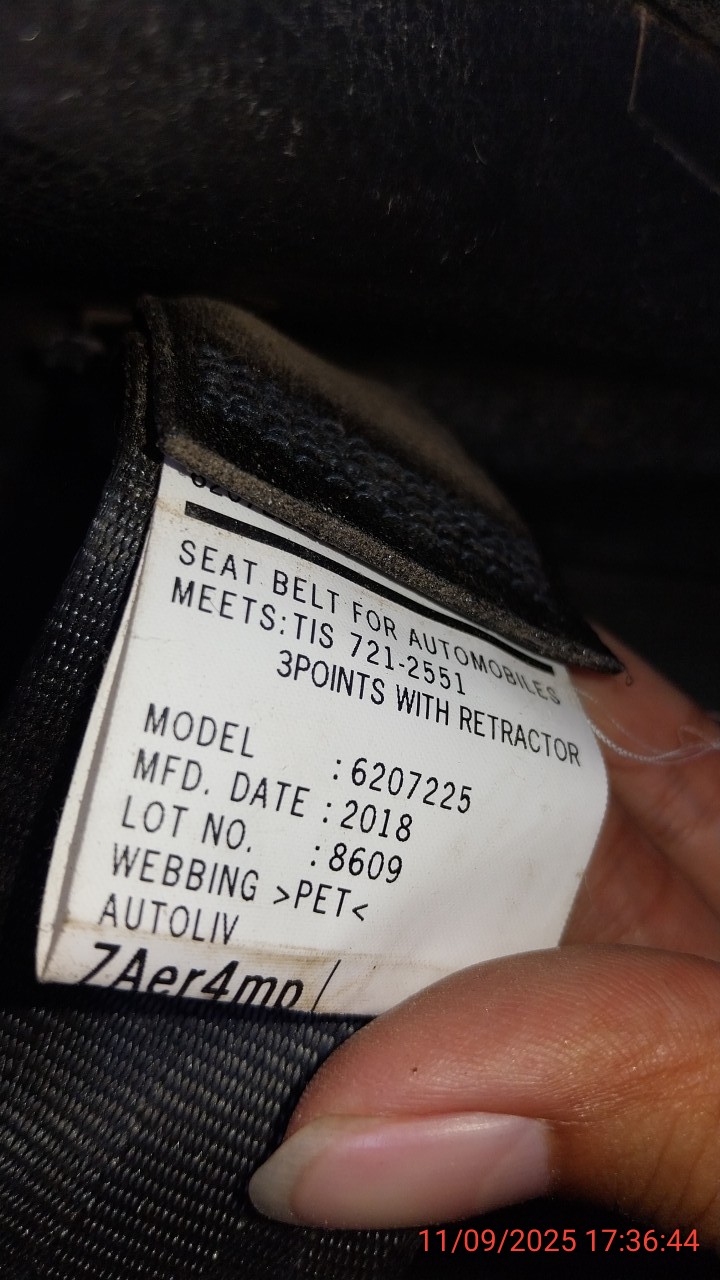 SEAT BELT FOR AUTOMOBILES
MEETS:TIS 721-2551
3POINTS WITH RETRACTOR
MODEL :6207225
MFD. DATE :2018
LOT NO. :8609
WEBBING >PET<
AUTOLIV
7Aer4mp/
11/09/2025 17:36:44